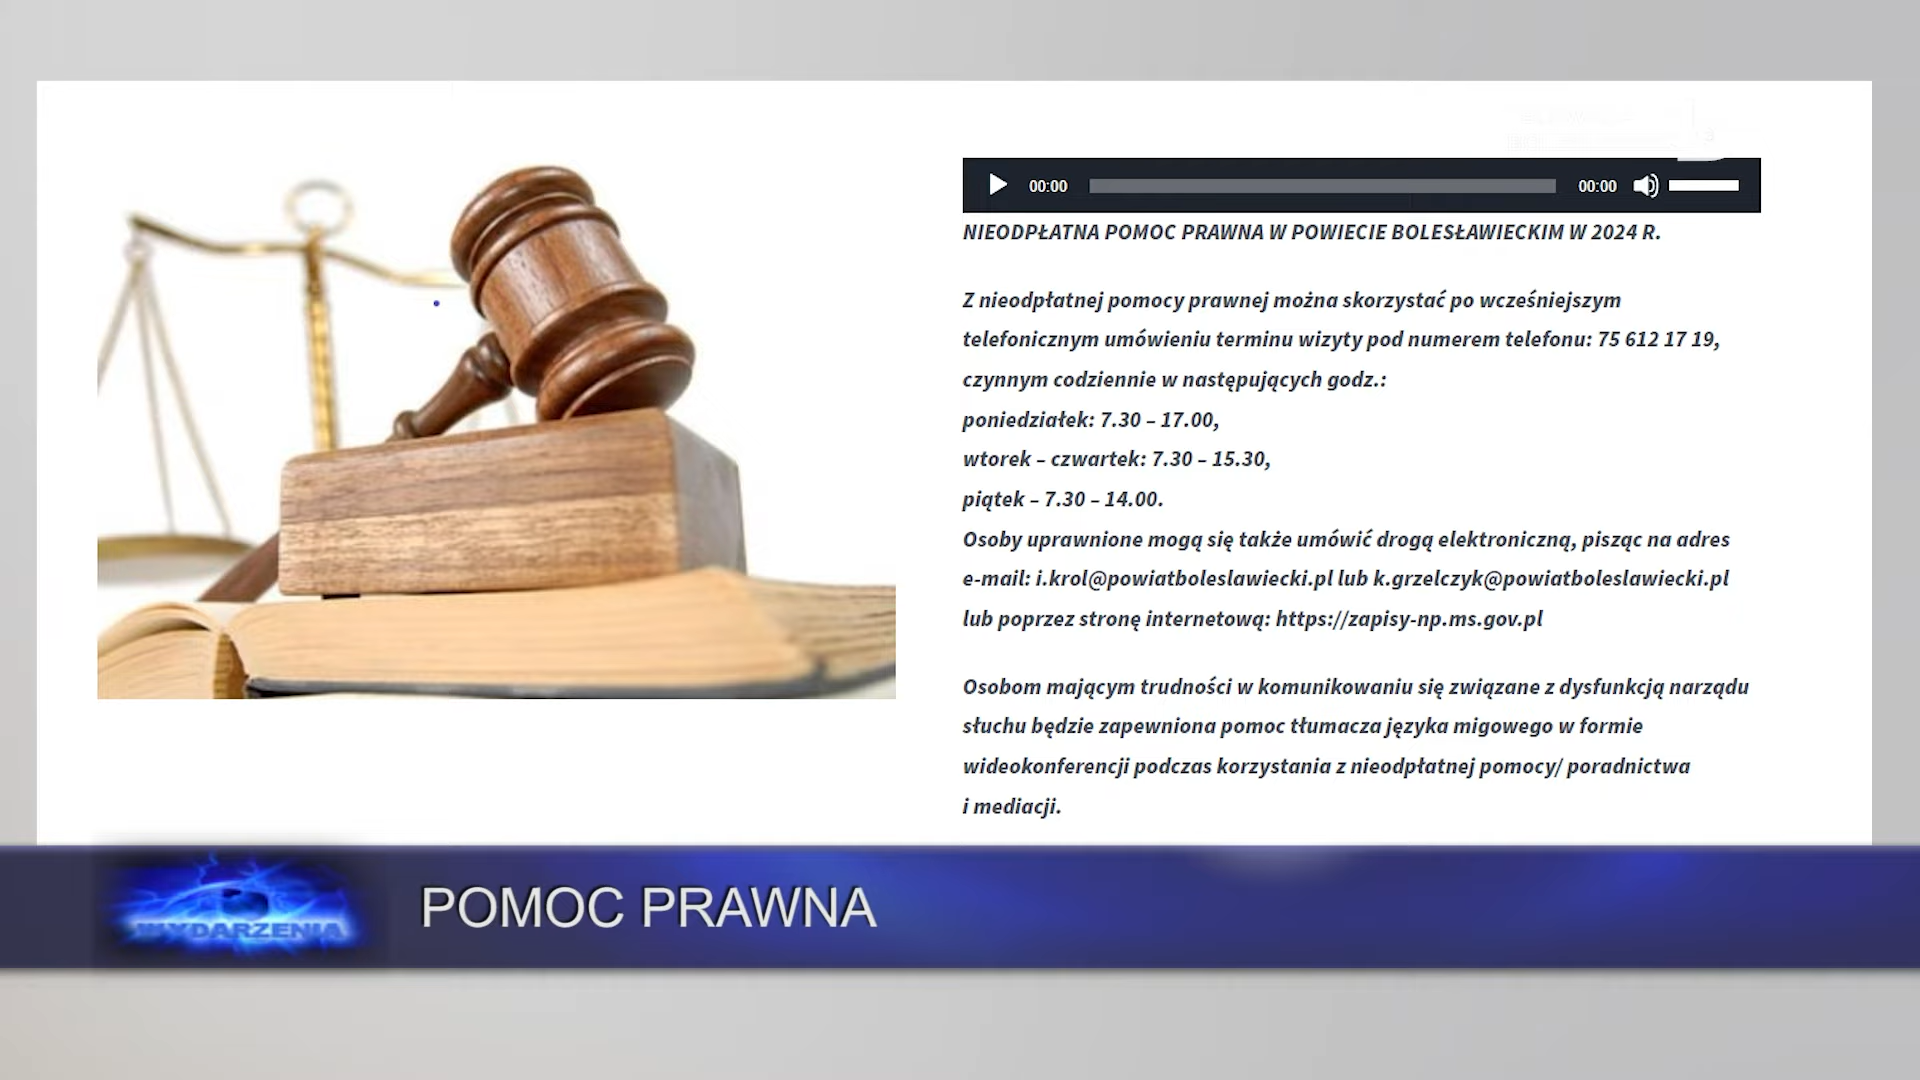 00:00 00:00
NIEODPŁATNA POMOC PRAWNA W POWIECIE BOLESŁAWIECKIM W 2024 R.
Z nieodpłatnej pomocy prawnej można skorzystać po wcześniejszym
telefonicznym umówieniu terminu wizyty pod numerem telefonu: 75 612 17 19,
czynnym codziennie w następujących godz.:
poniedziałek: 7.30 – 17.00,
wtorek – czwartek: 7.30 – 15.30,
piątek – 7.30 – 14.00.
Osoby uprawnione mogą się także umówić drogą elektroniczną, pisząc na adres
e-mail: i.krol@powiatboleslawiecki.pl lub k.grzelczyk@powiatboleslawiecki.pl
lub poprzez stronę internetową: https://zapisy-np.ms.gov.pl
Osobom mającym trudności w komunikowaniu się związane z dysfunkcją narządu
słuchu będzie zapewniona pomoc tłumacza języka migowego w formie
wideokonferencji podczas korzystania z nieodpłatnej pomocy/ poradnictwa
i mediacji.
WYDARZENIA
POMOC PRAWNA